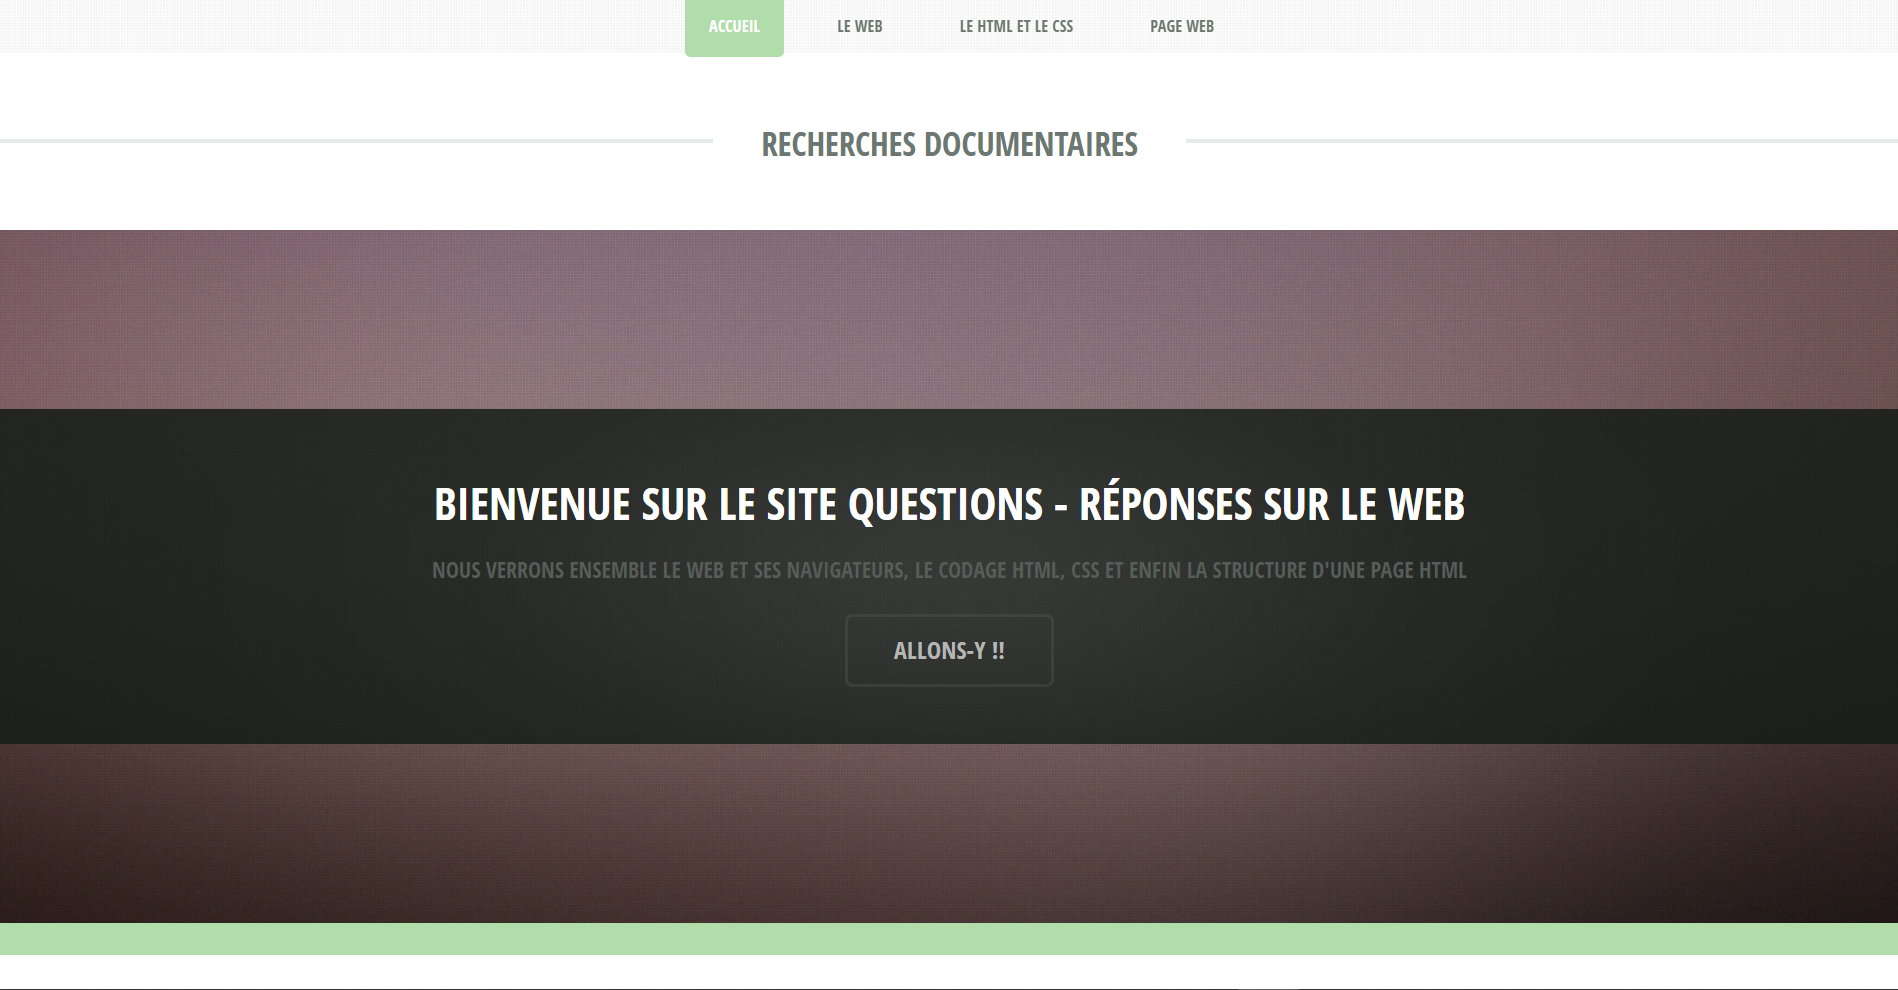 ACCUEIL LE WEB LE HTML ET LE CSS PAGE WEB
RECHERCHES DOCUMENTAIRES
BIENVENUE SUR LE SITE QUESTIONS - RÉPONSES SUR LE WEB
NOUS VERRONS ENSEMBLE LE WEB ET SES NAVIGATEURS, LE CODAGE HTML, CSS ET ENFIN LA STRUCTURE D'UNE PAGE HTML
ALLONS-Y !!